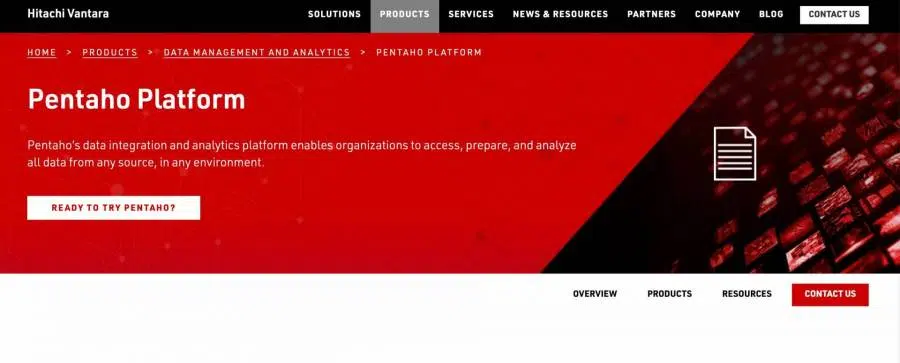 Hitachi Vantara SOLUTIONS PRODUCTS SERVICES NEWS & RESOURCES PARTNERS COMPANY BLOG CONTACT US
HOME > PRODUCTS > DATA MANAGEMENT AND ANALYTICS > PENTAHO PLATFORM
Pentaho Platform
Pentaho's data integration and analytics platform enables organizations to access, prepare, and analyze
all data from any source, in any environment.
READY TO TRY PENTAHO?
OVERVIEW PRODUCTS RESOURCES CONTACT US